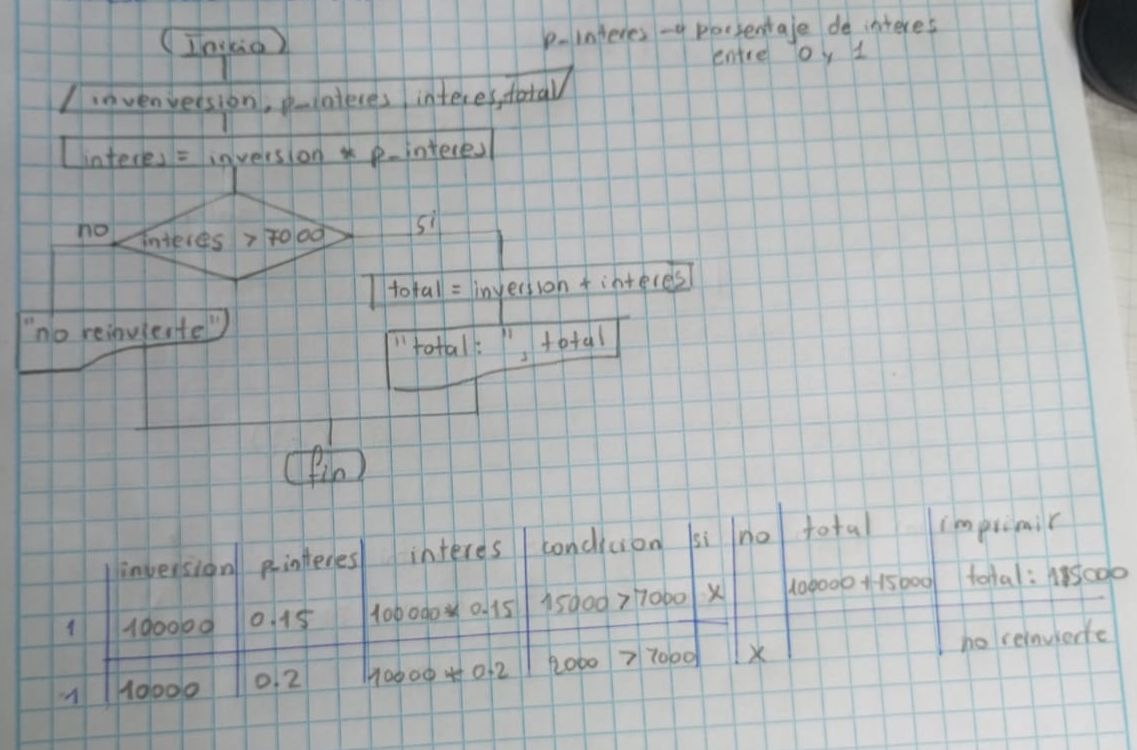 Inicio
p-interes → porsentaje de interes
entre 0 y 1
invenversion, p-interes, interes, total
interes = inversion * p-interes
no
interes > 7000
si
total = inversion + interes
"no reinvierte"
"total: ", total
fin
inversion p-interes interes condicion si no total imprimir
1 100000 0.15 100000 * 0.15 15000 > 7000 x 100000 + 15000 total: 115000
1 10000 0.2 10000 * 0.2 2000 > 7000 x no reinvierte